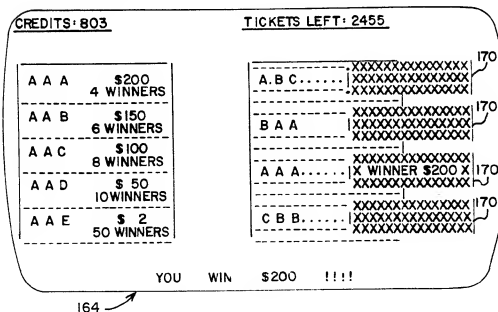 CREDITS: 803 TICKETS LEFT: 2455
A A A $200
4 WINNERS
A A B $150
6 WINNERS
A A C $100
8 WINNERS
A A D $ 50
10 WINNERS
A A E $ 2
50 WINNERS
XXXXXXXXXXXXXXX 170
A.B C...... XXXXXXXXXXXXXXX
XXXXXXXXXXXXXXX
XXXXXXXXXXXXXXX 170
B A A XXXXXXXXXXXXXXX
XXXXXXXXXXXXXXX
XXXXXXXXXXXXXXX
A A A...... X WINNER $200 X 170
XXXXXXXXXXXXXXX
XXXXXXXXXXXXXXX 170
C B B...... XXXXXXXXXXXXXXX
XXXXXXXXXXXXXXX
YOU WIN $200 !!!!
164